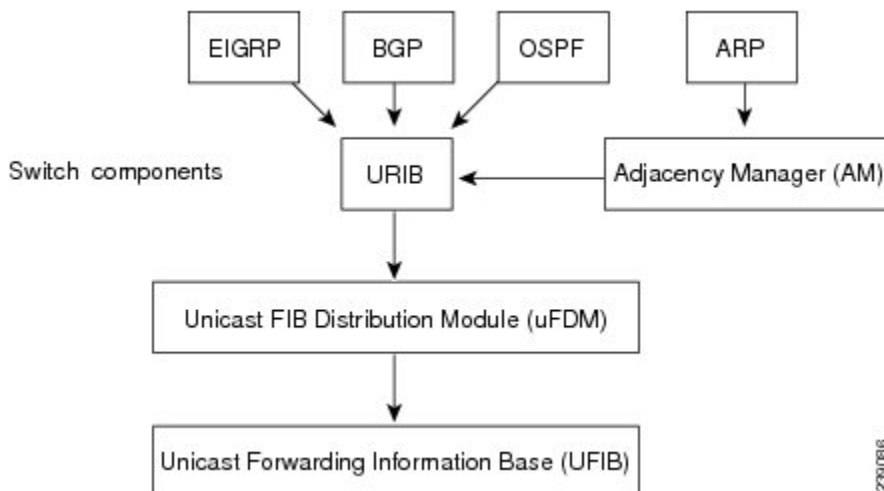 EIGRP
BGP
OSPF
ARP
Switch components
URIB
Adjacency Manager (AM)
Unicast FIB Distribution Module (uFDM)
Unicast Forwarding Information Base (UFIB)
239086